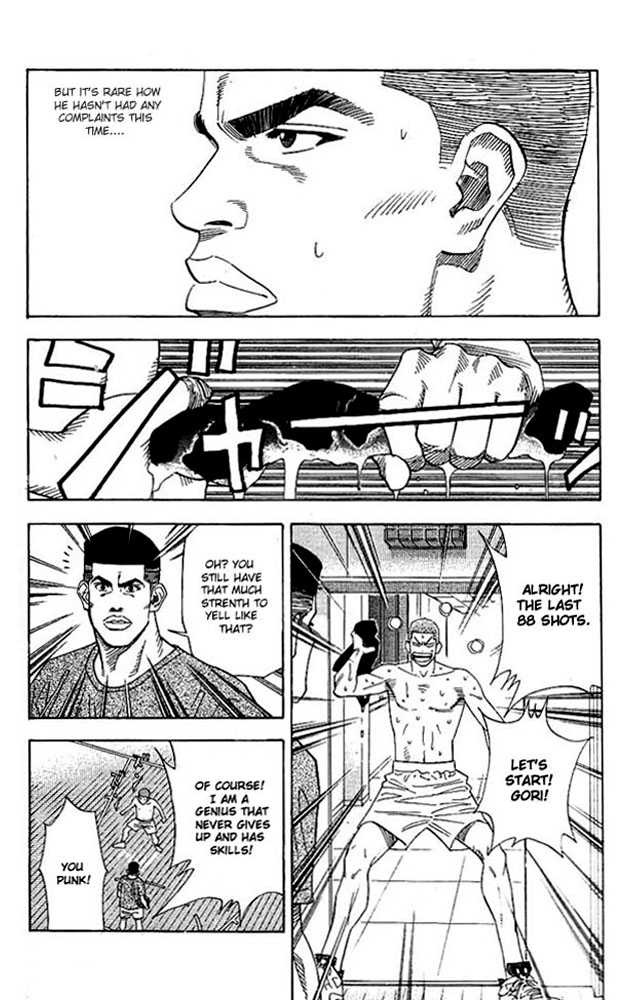 BUT IT'S RARE HOW
HE HASN'T HAD ANY
COMPLAINTS THIS
TIME....
ALRIGHT!
THE LAST
88 SHOTS.
OH? YOU
STILL HAVE
THAT MUCH
STRENTH TO
YELL LIKE
THAT?
LET'S
START!
GORI!
OF COURSE!
I AM A
GENIUS THAT
NEVER GIVES
UP AND HAS
SKILLS!
YOU
PUNK!